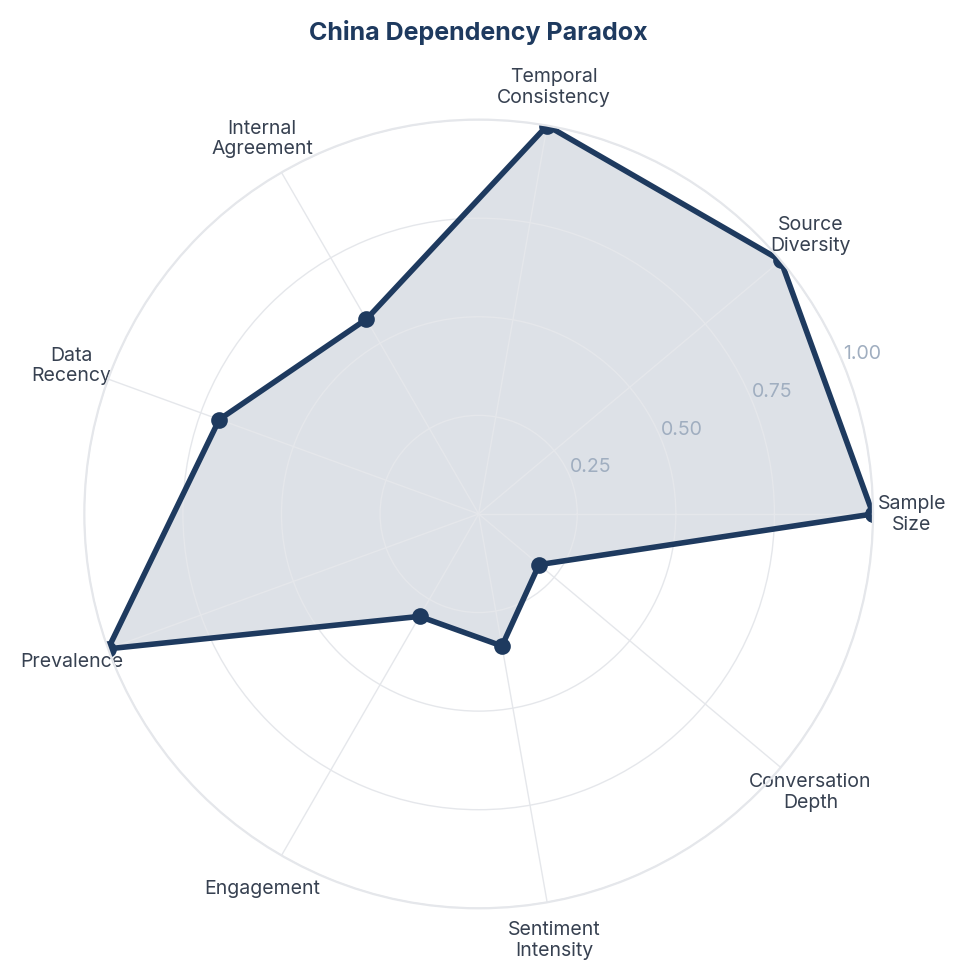 China Dependency Paradox
Temporal
Consistency
Internal
Agreement
Source
Diversity
Data
Recency
1.00
0.75
0.50
0.25
Sample
Size
Prevalence
Conversation
Depth
Engagement
Sentiment
Intensity